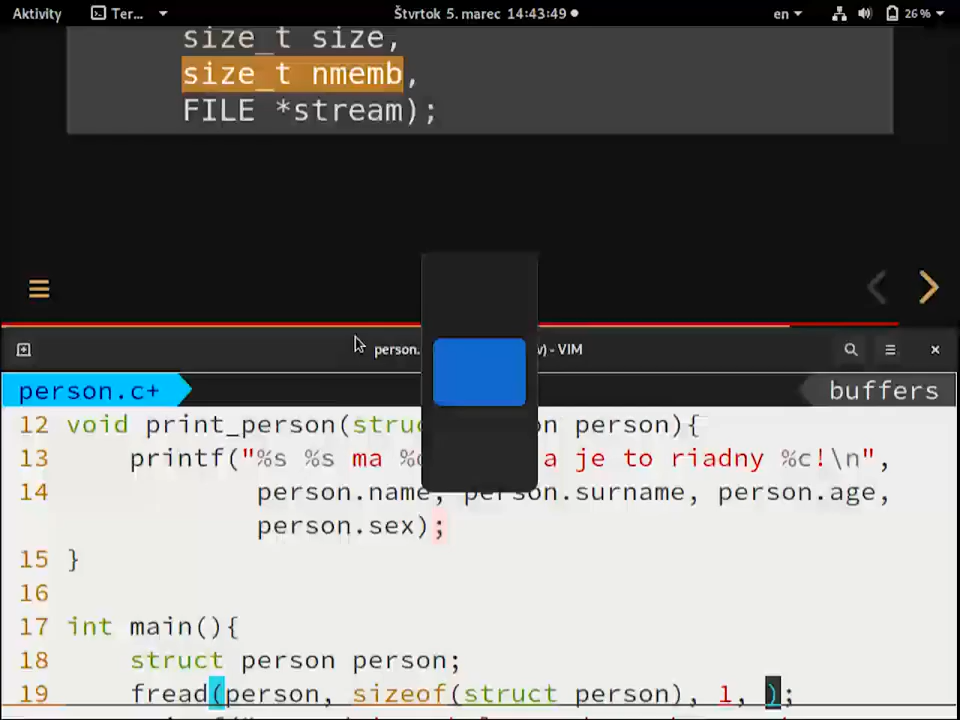 Aktivity Ter... Štvrtok 5. marec 14:43:49 en 26 %
size_t size,
size_t nmemb,
FILE *stream);
person. v) - VIM
person.c+ buffers
12 void print_person(struc on person){
13 printf("%s %s ma % a je to riadny %c!\n",
14 person.name, person.surname, person.age,
person.sex);
15 }
16
17 int main(){
18 struct person person;
19 fread(person, sizeof(struct person), 1, );